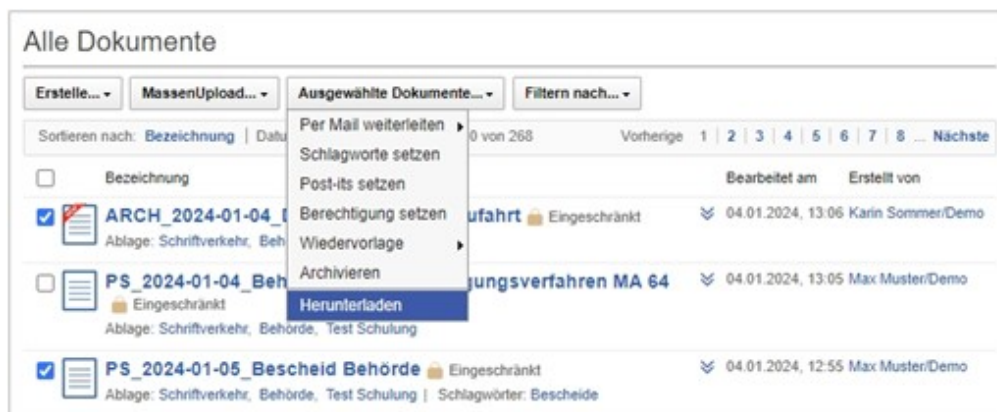 Alle Dokumente
Erstelle... MassenUpload... Ausgewählte Dokumente... Filtern nach...
Sortieren nach: Bezeichnung | 0 von 268 Vorherige 1 | 2 | 3 | 4 | 5 | 6 | 7 | 8 ... Nächste
Per Mail weiterleiten
Schlagworte setzen
Post-its setzen
Berechtigung setzen
Wiedervorlage
Archivieren
Herunterladen
Bezeichnung Bearbeitet am Erstellt von
ARCH_2024-01-04_ ufahrt Eingeschränkt 04.01.2024, 13:06 Karin Sommer/Demo
Ablage: Schriftverkehr, Beh
PS_2024-01-04_Beh gungsverfahren MA 64 04.01.2024, 13:05 Max Muster/Demo
Eingeschränkt
Ablage: Schriftverkehr, Behörde, Test Schulung
PS_2024-01-05_Bescheid Behörde Eingeschränkt 04.01.2024, 12:55 Max Muster/Demo
Ablage: Schriftverkehr, Behörde, Test Schulung | Schlagwörter: Bescheide